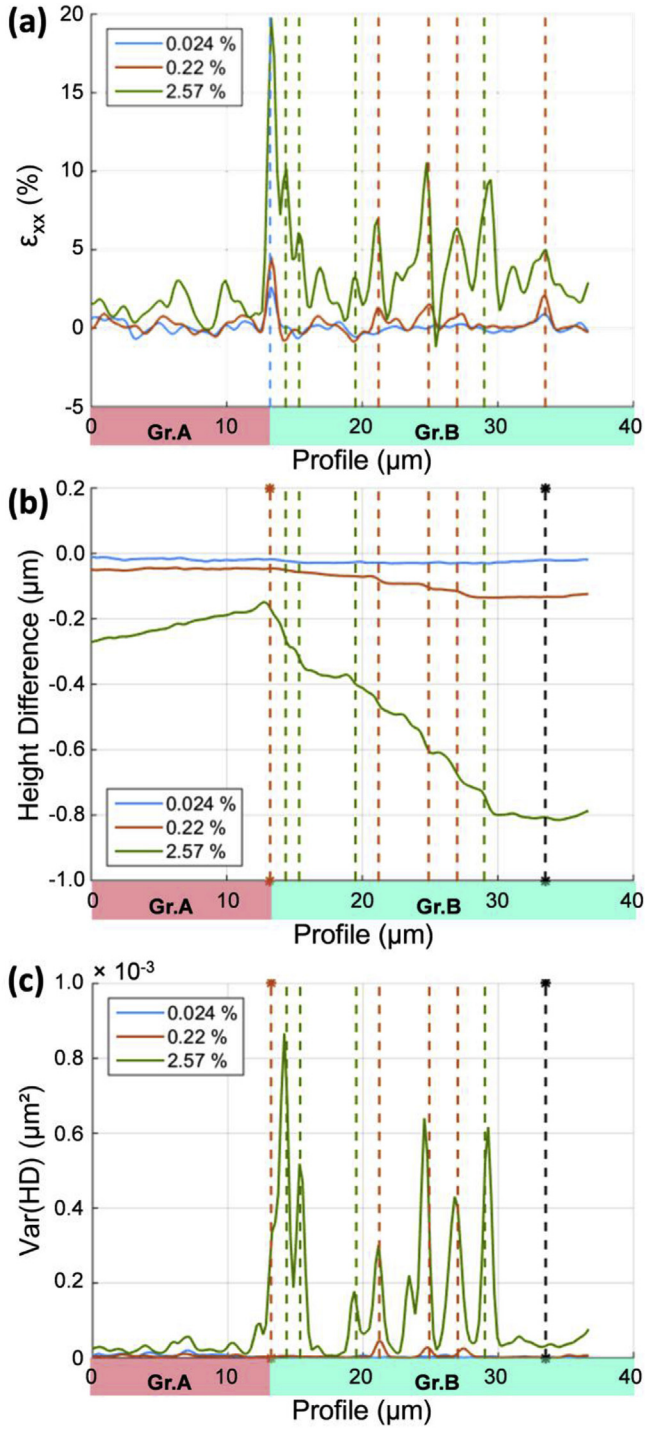 (a)
20
15
10
5
0
-5
εxx (%)
0.024 %
0.22 %
2.57 %
0 10 20 30 40
Gr.A Gr.B
Profile (μm)
(b)
0.2
0.0
-0.2
-0.4
-0.6
-0.8
-1.0
Height Difference (μm)
0.024 %
0.22 %
2.57 %
0 10 20 30 40
Gr.A Gr.B
Profile (μm)
(c)
× 10⁻³
1.0
0.8
0.6
0.4
0.2
0
Var(HD) (μm²)
0.024 %
0.22 %
2.57 %
0 10 20 30 40
Gr.A Gr.B
Profile (μm)